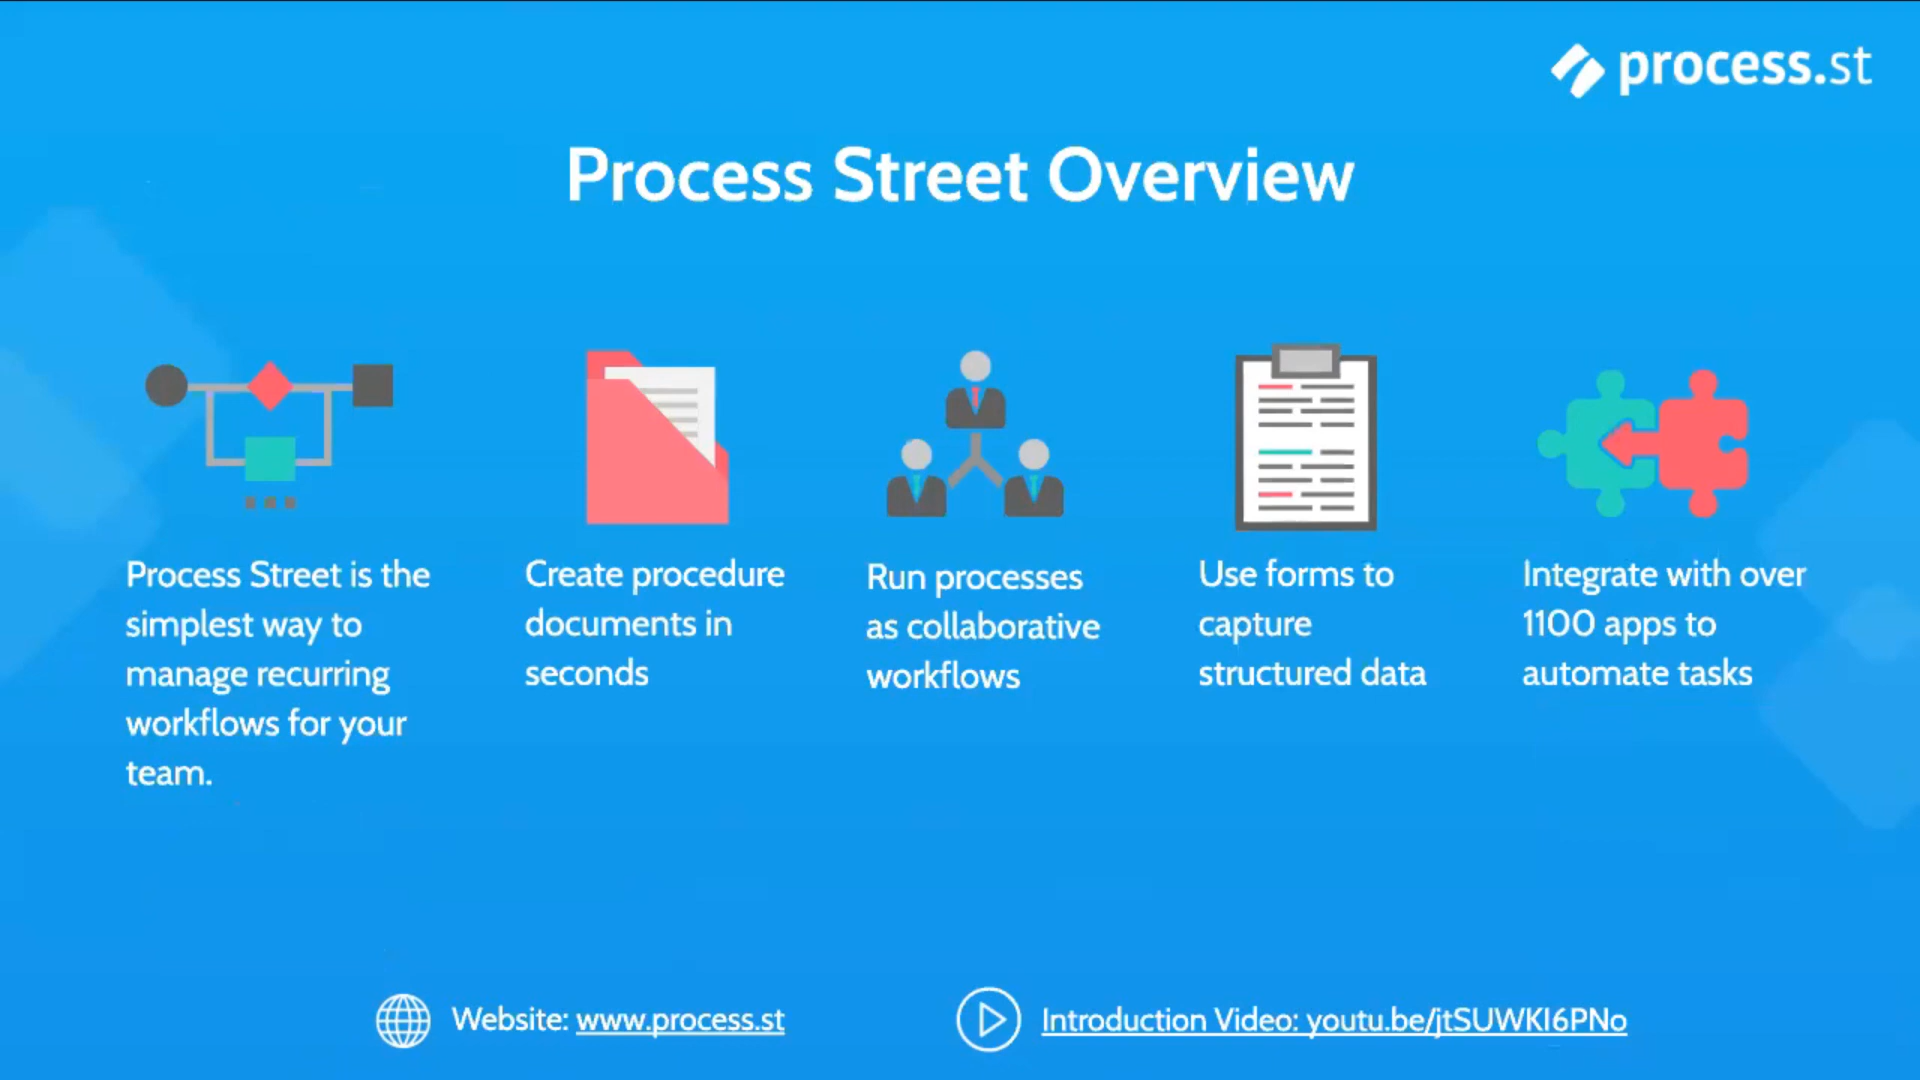 process.st
Process Street Overview
Process Street is the
simplest way to
manage recurring
workflows for your
team.
Create procedure
documents in
seconds
Run processes
as collaborative
workflows
Use forms to
capture
structured data
Integrate with over
1100 apps to
automate tasks
Website: www.process.st
Introduction Video: youtu.be/jtSUWKI6PNo